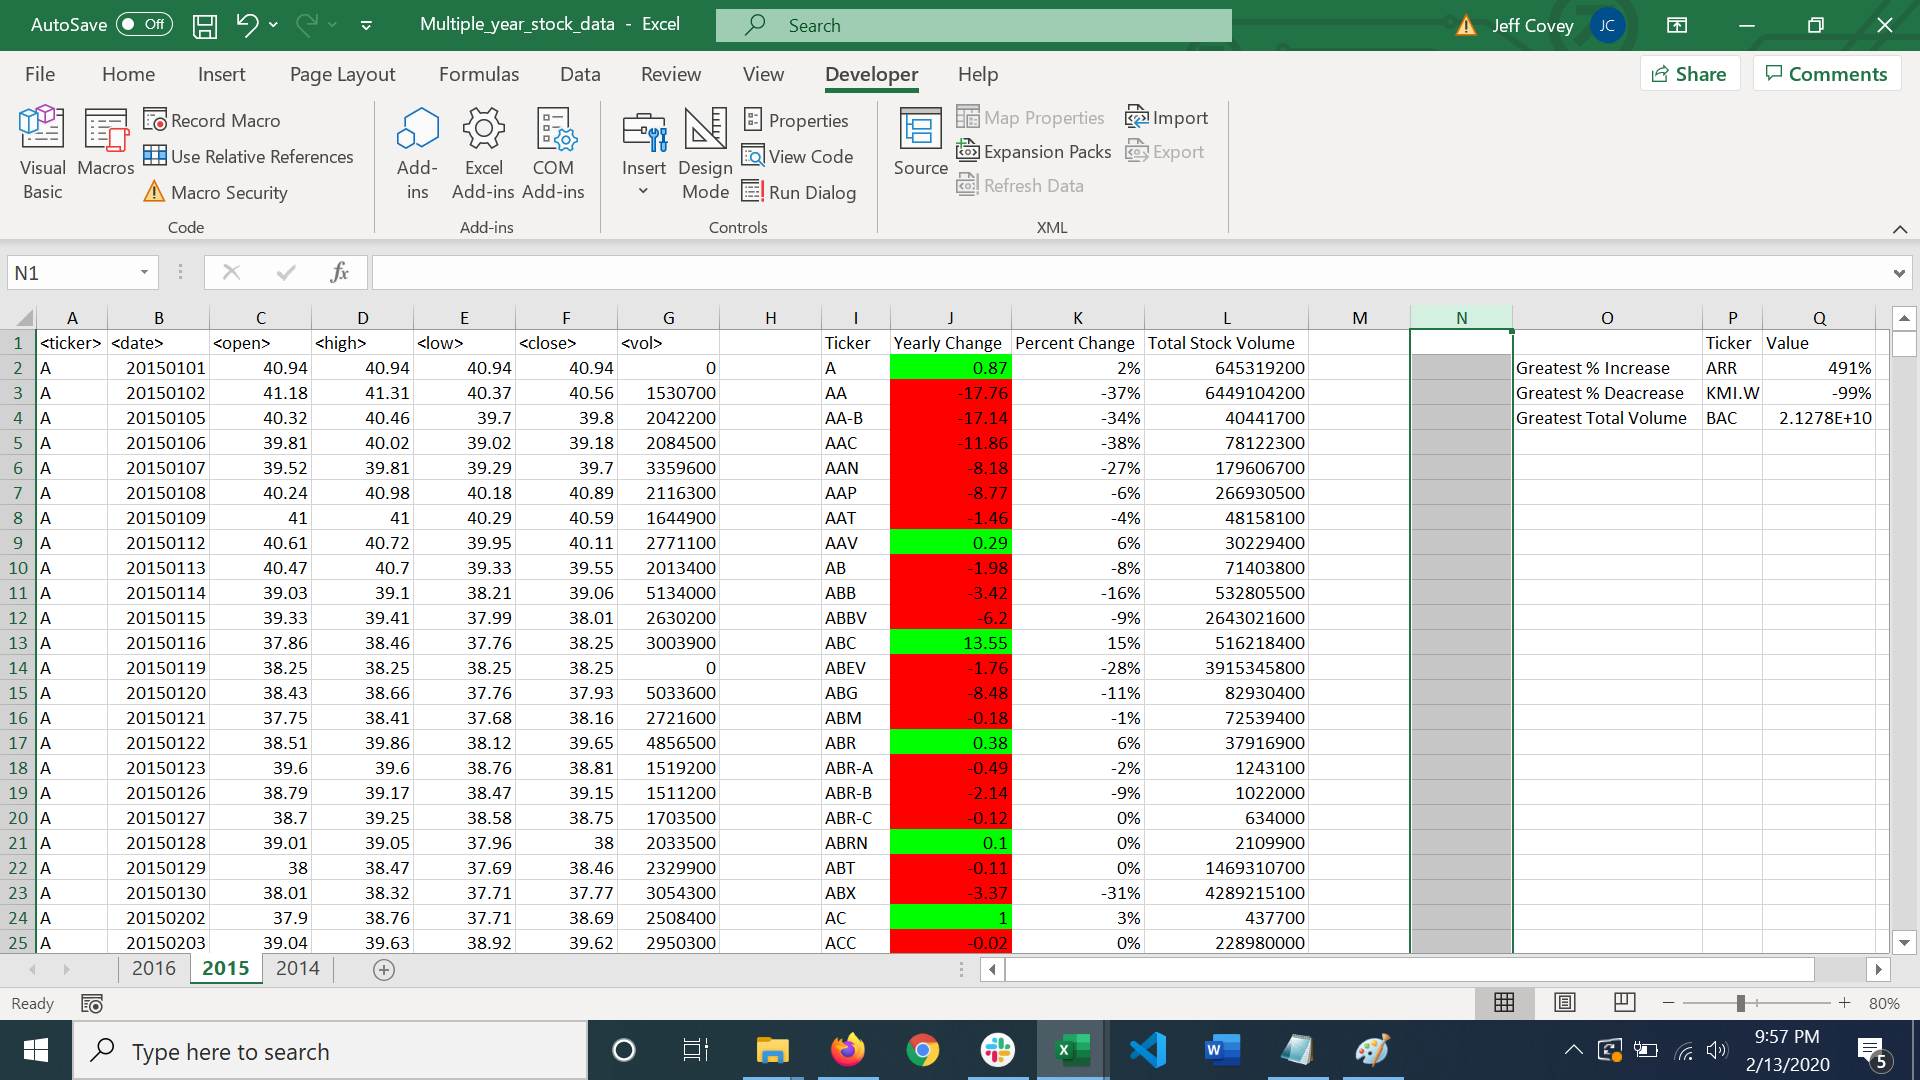 AutoSave Off Multiple_year_stock_data - Excel Search Jeff Covey JC
File Home Insert Page Layout Formulas Data Review View Developer Help Share Comments
Visual Basic
Macros
Record Macro
Use Relative References
Macro Security
Code
Add-ins
Excel Add-ins
COM Add-ins
Add-ins
Insert
Design Mode
Properties
View Code
Run Dialog
Controls
Source
Map Properties
Expansion Packs
Refresh Data
Import
Export
XML
N1 fx
A B C D E F G H I J K L M N O P Q
1 <ticker> <date> <open> <high> <low> <close> <vol> Ticker Yearly Change Percent Change Total Stock Volume Ticker Value
2 A 20150101 40.94 40.94 40.94 40.94 0 A 0.87 2% 645319200 Greatest % Increase ARR 491%
3 A 20150102 41.18 41.31 40.37 40.56 1530700 AA -17.76 -37% 6449104200 Greatest % Deacrease KMI.W -99%
4 A 20150105 40.32 40.46 39.7 39.8 2042200 AA-B -17.14 -34% 40441700 Greatest Total Volume BAC 2.1278E+10
5 A 20150106 39.81 40.02 39.02 39.18 2084500 AAC -11.86 -38% 78122300
6 A 20150107 39.52 39.81 39.29 39.7 3359600 AAN -8.18 -27% 179606700
7 A 20150108 40.24 40.98 40.18 40.89 2116300 AAP -8.77 -6% 266930500
8 A 20150109 41 41 40.29 40.59 1644900 AAT -1.46 -4% 48158100
9 A 20150112 40.61 40.72 39.95 40.11 2771100 AAV 0.29 6% 30229400
10 A 20150113 40.47 40.7 39.33 39.55 2013400 AB -1.98 -8% 71403800
11 A 20150114 39.03 39.1 38.21 39.06 5134000 ABB -3.42 -16% 532805500
12 A 20150115 39.33 39.41 37.99 38.01 2630200 ABBV -6.2 -9% 2643021600
13 A 20150116 37.86 38.46 37.76 38.25 3003900 ABC 13.55 15% 516218400
14 A 20150119 38.25 38.25 38.25 38.25 0 ABEV -1.76 -28% 3915345800
15 A 20150120 38.43 38.66 37.76 37.93 5033600 ABG -8.48 -11% 82930400
16 A 20150121 37.75 38.41 37.68 38.16 2721600 ABM -0.18 -1% 72539400
17 A 20150122 38.51 39.86 38.12 39.65 4856500 ABR 0.38 6% 37916900
18 A 20150123 39.6 39.6 38.76 38.81 1519200 ABR-A -0.49 -2% 1243100
19 A 20150126 38.79 39.17 38.47 39.15 1511200 ABR-B -2.14 -9% 1022000
20 A 20150127 38.7 39.25 38.58 38.75 1703500 ABR-C -0.12 0% 634000
21 A 20150128 39.01 39.05 37.96 38 2033500 ABRN 0.1 0% 2109900
22 A 20150129 38 38.47 37.69 38.46 2329900 ABT -0.11 0% 1469310700
23 A 20150130 38.01 38.32 37.71 37.77 3054300 ABX -3.37 -31% 4289215100
24 A 20150202 37.9 38.76 37.71 38.69 2508400 AC 1 3% 437700
25 A 20150203 39.04 39.63 38.92 39.62 2950300 ACC -0.02 0% 228980000
2016 2015 2014
Ready 80%
Type here to search
9:57 PM
2/13/2020
5